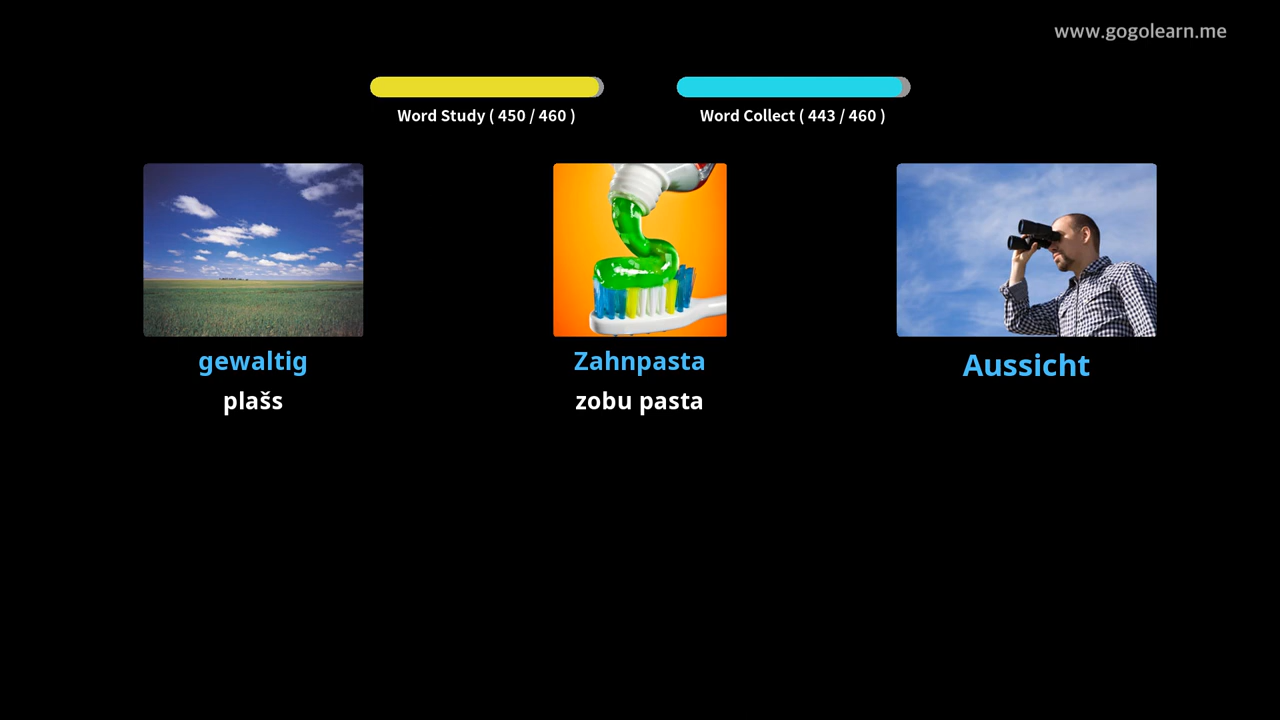 www.gogolearn.me
Word Study ( 450 / 460 )
Word Collect ( 443 / 460 )
gewaltig
plašs
Zahnpasta
zobu pasta
Aussicht